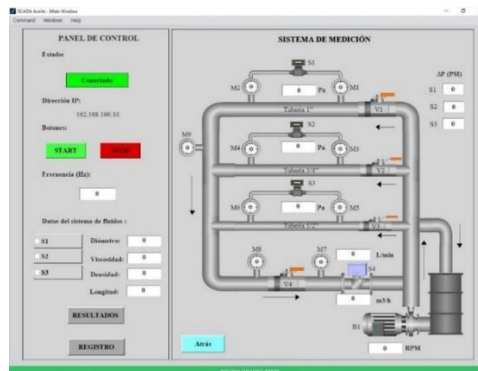 SCADA Aceite - Main Window
Command Window Help
PANEL DE CONTROL
Estado:
Conectado
Dirección IP:
192.168.100.10
Botones:
START
Frecuencia (Hz):
0
Datos del sistema de fluidos :
S1 Diámetro: 0
S2 Viscosidad: 0
S3 Densidad: 0
Longitud: 0
RESULTADOS
REGISTRO
SISTEMA DE MEDICIÓN
S1
M2 0 Pa M1
Tubería 1"
V1
ΔP (PSI)
S1 0
S2 0
S3 0
M9
S2
M4 0 Pa M3
Tubería 3/4"
V2
S3
M6 0 Pa M5
Tubería 1/2"
V3
M8 M7 0 L/min
S4
V4
0 m3/h
B1
0 RPM
Atrás